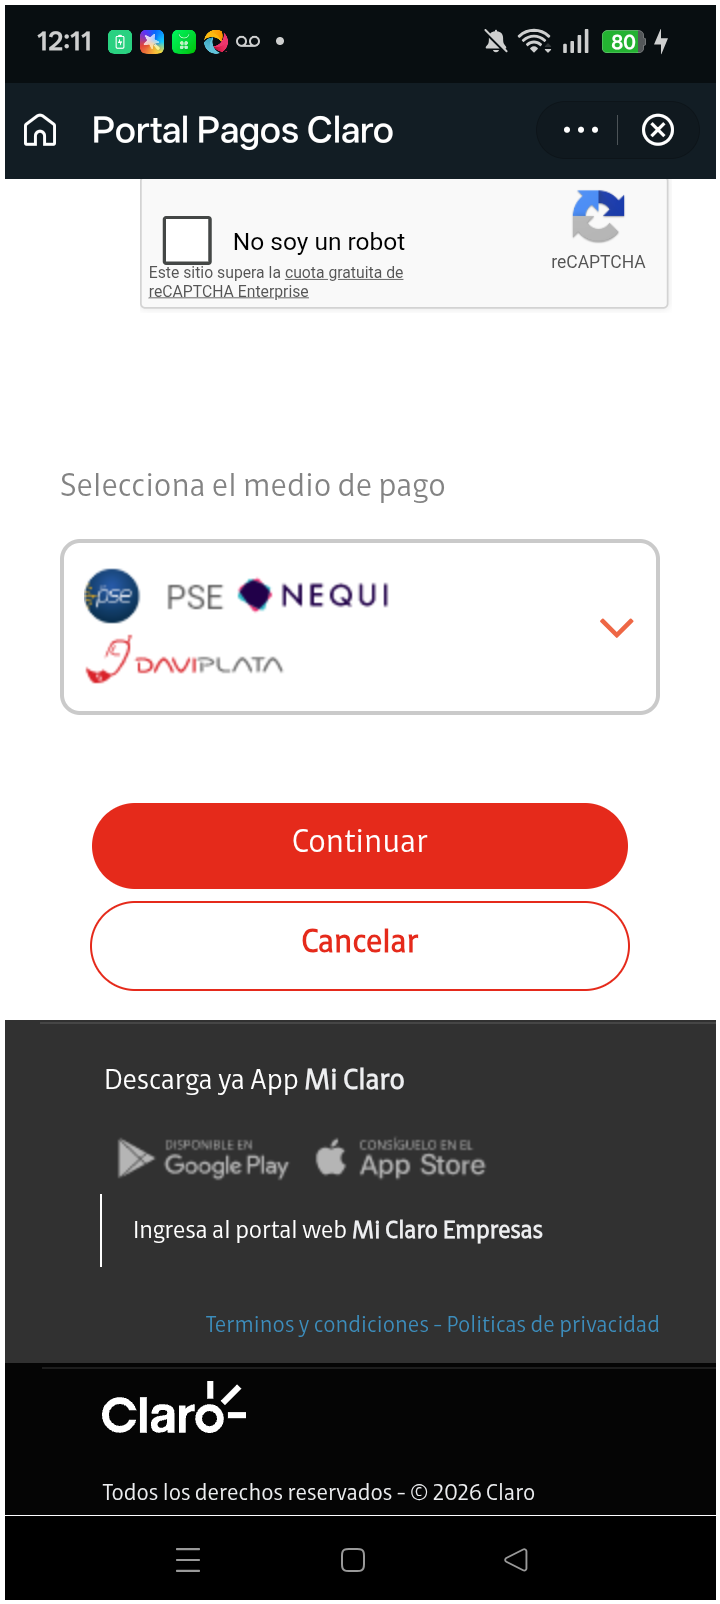 12:11
80
Portal Pagos Claro
No soy un robot
reCAPTCHA
Este sitio supera la cuota gratuita de
reCAPTCHA Enterprise
Selecciona el medio de pago
pse PSE NEQUI
DAVIPLATA
Continuar
Cancelar
Descarga ya App Mi Claro
DISPONIBLE EN
Google Play
CONSÍGUELO EN EL
App Store
Ingresa al portal web Mi Claro Empresas
Terminos y condiciones - Politicas de privacidad
Claro
Todos los derechos reservados - © 2026 Claro